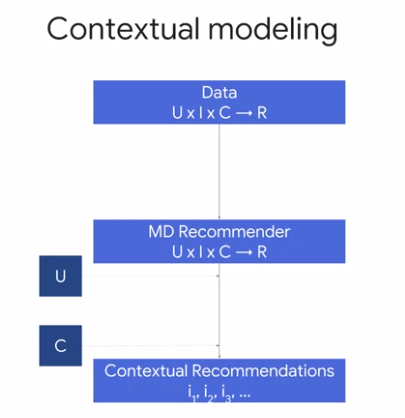 Contextual modeling
Data
U x I x C → R
MD Recommender
U x I x C → R
U
C
Contextual Recommendations
i₁, i₂, i₃, ...